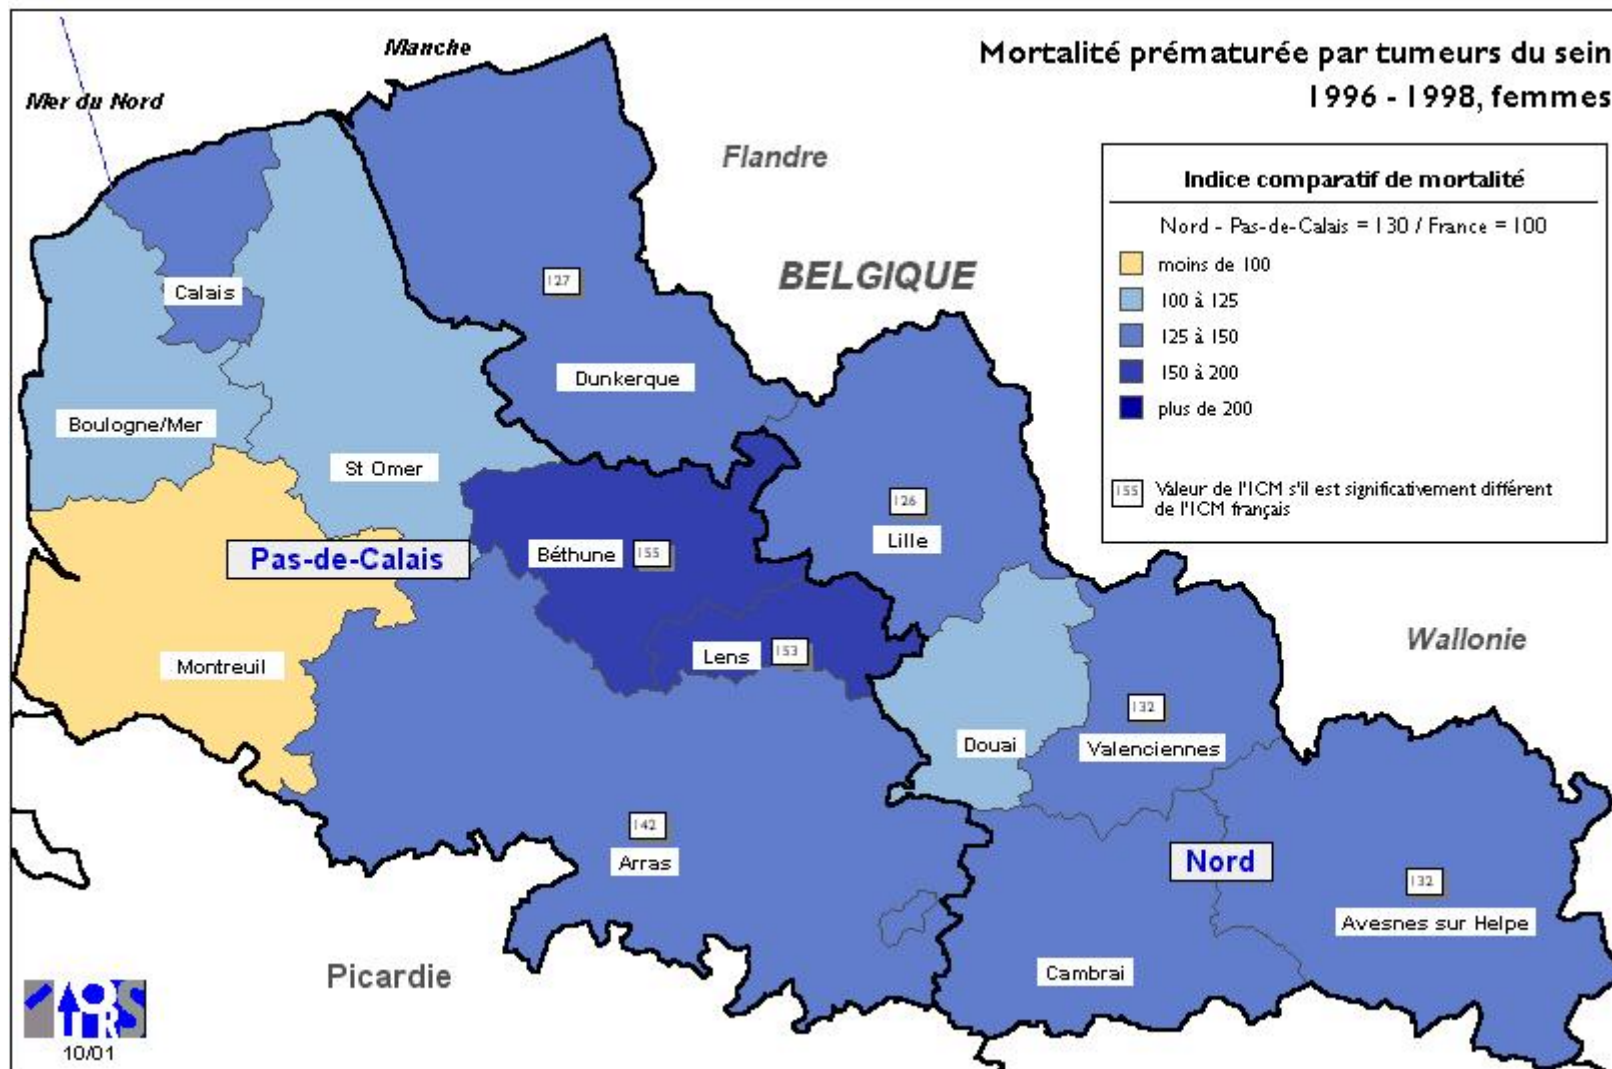 Mortalité prématurée par tumeurs du sein
1996 - 1998, femmes
Manche
Mer du Nord
Flandre
BELGIQUE
Wallonie
Picardie
Indice comparatif de mortalité
Nord - Pas-de-Calais = 130 / France = 100
moins de 100
100 à 125
125 à 150
150 à 200
plus de 200
155 Valeur de l'ICM s'il est significativement différent
de l'ICM français
Calais
127
Dunkerque
Boulogne/Mer
St Omer
126
Lille
Pas-de-Calais
Béthune 155
Montreuil
Lens 153
132
Douai
Valenciennes
142
Arras
Nord
132
Avesnes sur Helpe
Cambrai
ORS
10/01